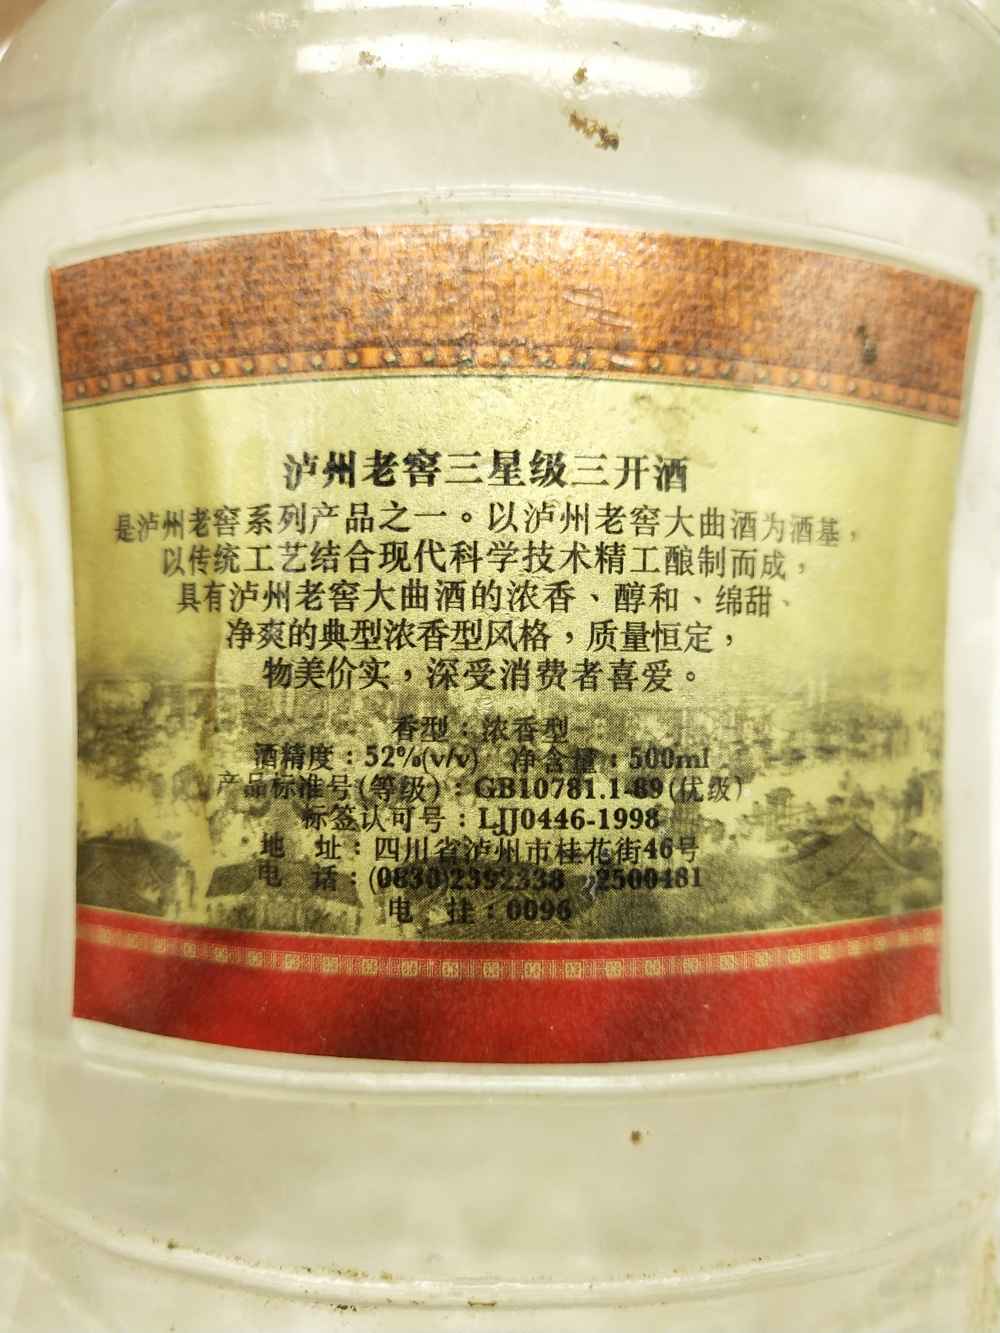 泸州老窖三星级三开酒
是泸州老窖系列产品之一。以泸州老窖大曲酒为酒基，
以传统工艺结合现代科学技术精工酿制而成，
具有泸州老窖大曲酒的浓香、醇和、绵甜、
净爽的典型浓香型风格，质量恒定，
物美价实，深受消费者喜爱。
香型：浓香型
酒精度：52%(v/v) 净含量：500ml
产品标准号(等级)：GB10781.1-89(优级)
标签认可号：LJJ0446-1998
地 址：四川省泸州市桂花街46号
电 话：(0830)2392338 2500481
电 挂：0096